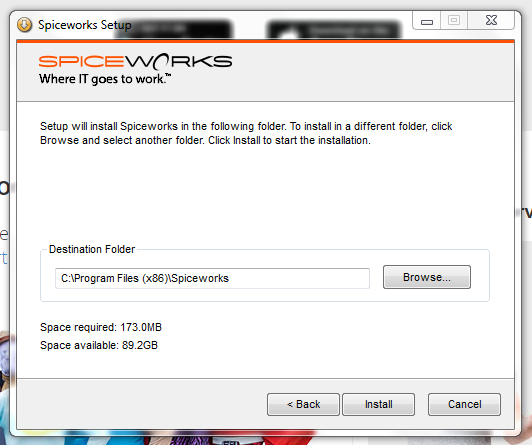 Spiceworks Setup
SPICEWORKS
Where IT goes to work.™
Setup will install Spiceworks in the following folder. To install in a different folder, click
Browse and select another folder. Click Install to start the installation.
Destination Folder
C:\Program Files (x86)\Spiceworks
Browse...
Space required: 173.0MB
Space available: 89.2GB
< Back
Install
Cancel